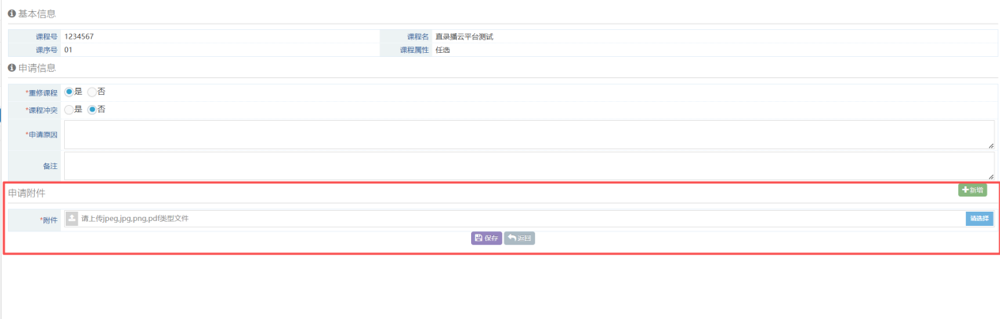 基本信息
课程号 1234567 课程名 直录播云平台测试
课序号 01 课程属性 任选
申请信息
*重修课程 是 否
*课程冲突 是 否
*申请原因
备注
申请附件 新增
*附件 请上传jpeg,jpg,png,pdf类型文件 请选择
保存 返回